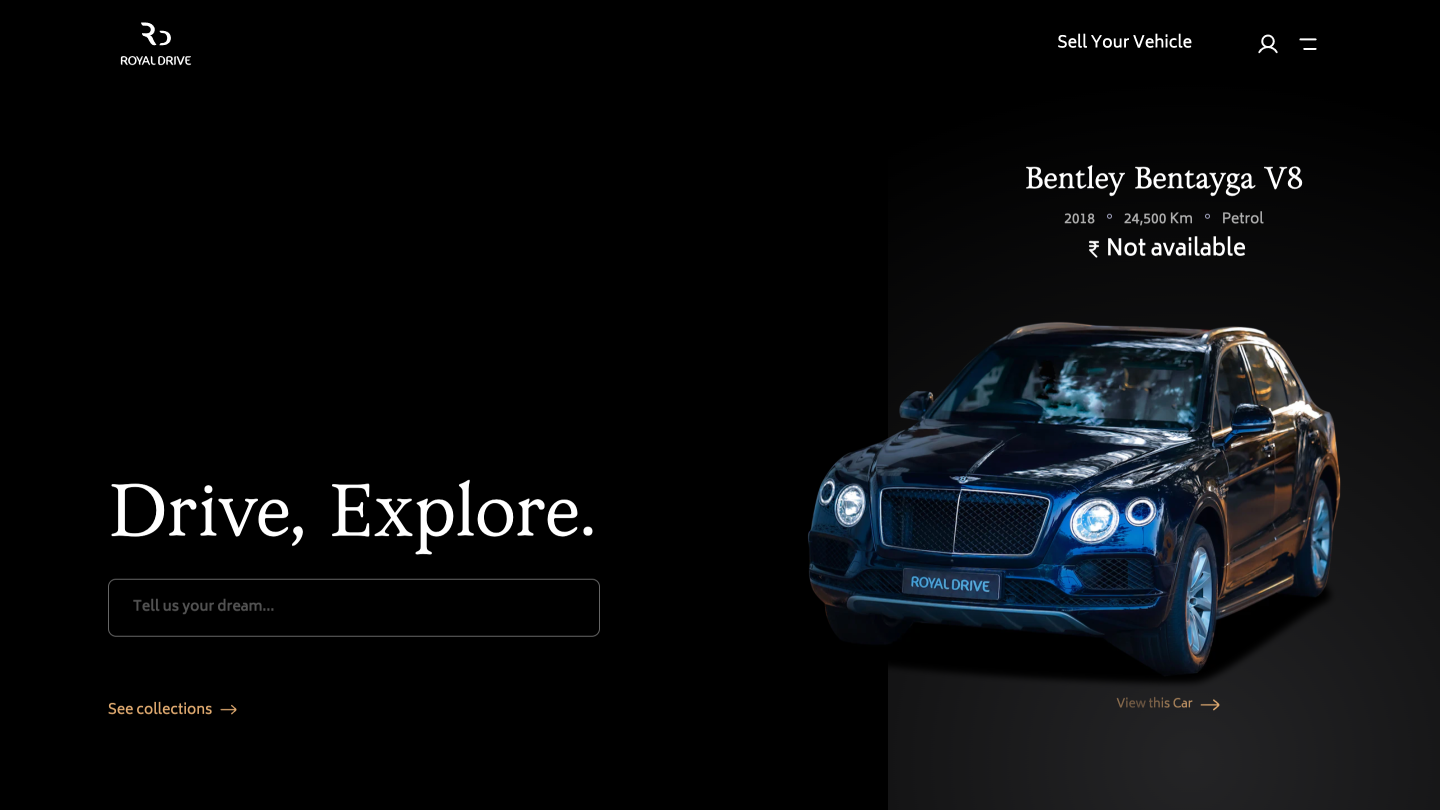 ROYAL DRIVE
Sell Your Vehicle
Bentley Bentayga V8
2018 ° 24,500 Km ° Petrol
₹ Not available
Drive, Explore.
Tell us your dream...
See collections →
ROYAL DRIVE
View this Car →